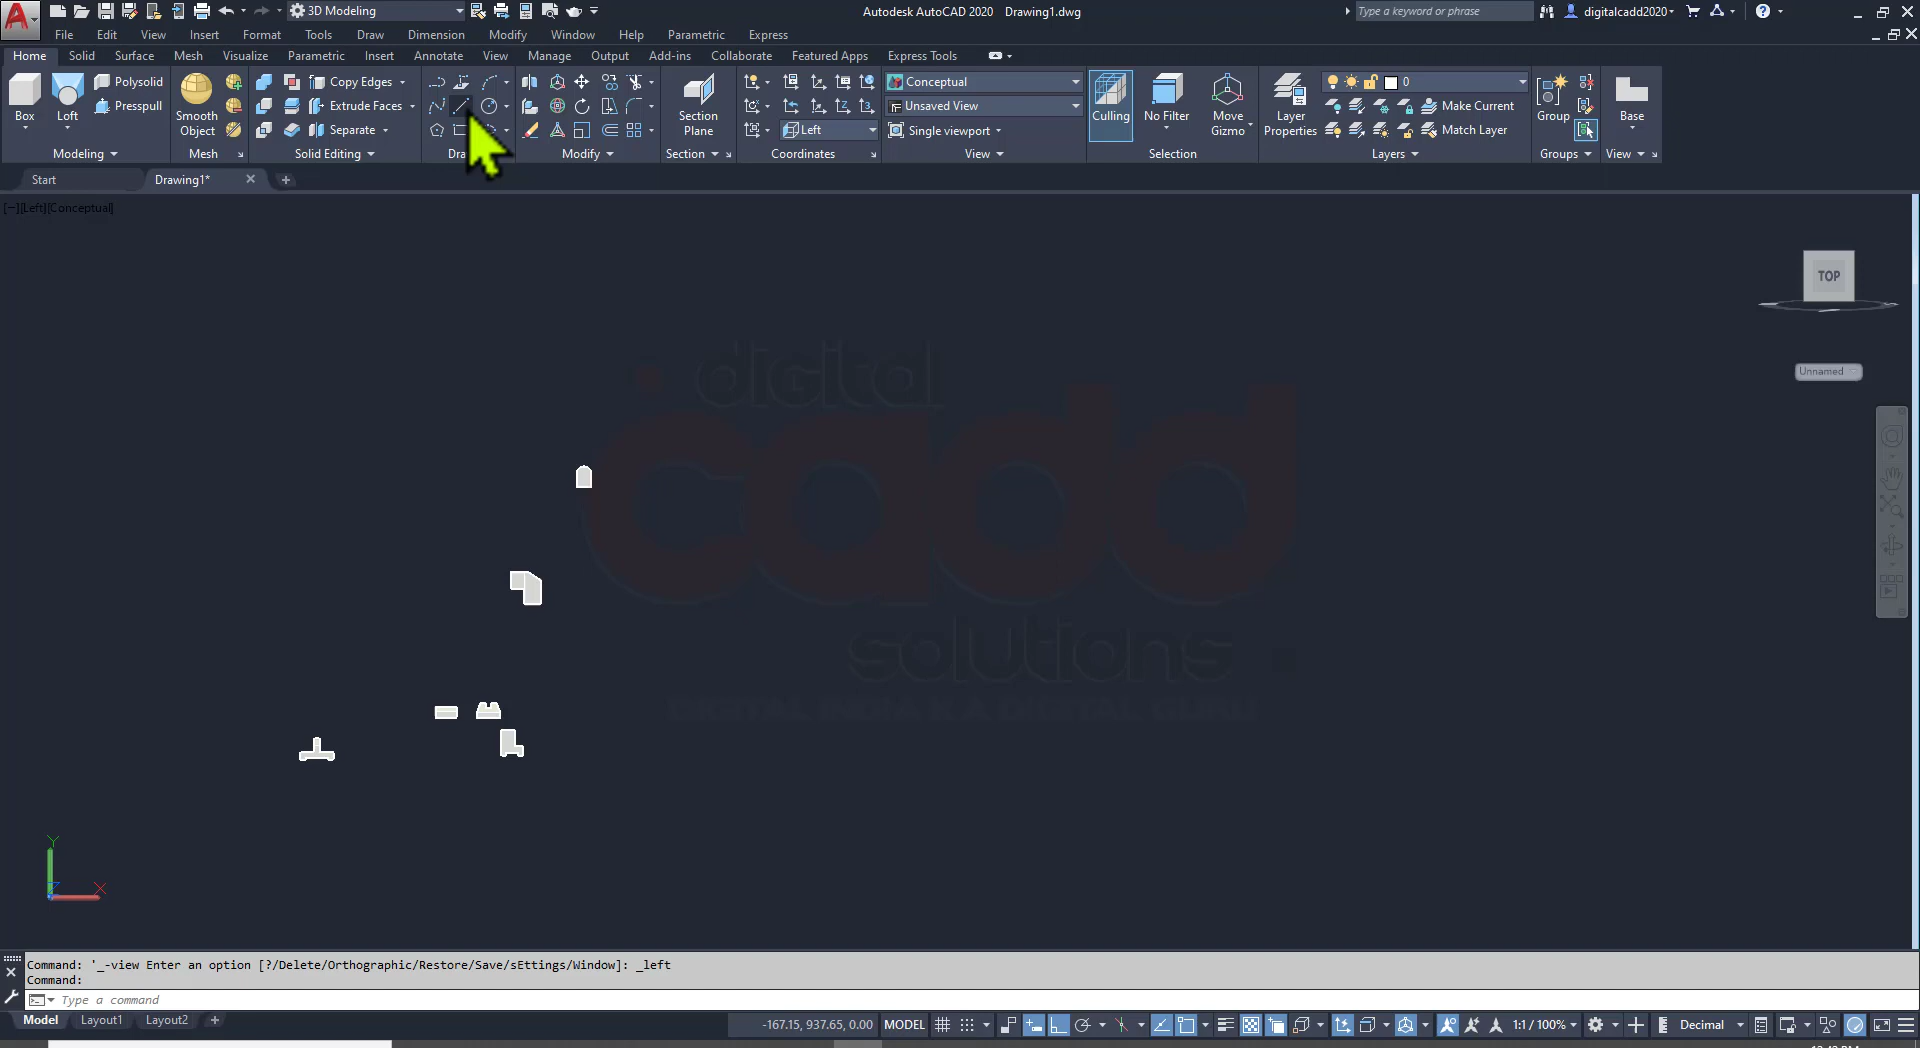 3D Modeling
Autodesk AutoCAD 2020 Drawing1.dwg
Type a keyword or phrase
digitalcadd2020
File Edit View Insert Format Tools Draw Dimension Modify Window Help Parametric Express
Home Solid Surface Mesh Visualize Parametric Insert Annotate View Manage Output Add-ins Collaborate Featured Apps Express Tools
Box
Loft
Polysolid
Presspull
Modeling
Smooth
Object
Mesh
Copy Edges
Extrude Faces
Separate
Solid Editing
Dra
Modify
Section
Plane
Section
Left
Coordinates
Conceptual
Unsaved View
Single viewport
View
Culling
No Filter
Move
Gizmo
Selection
Layer
Properties
0
Make Current
Match Layer
Layers
Group
Groups
Base
View
Start
Drawing1*
[−][Left][Conceptual]
TOP
Unnamed
digital
cadd
solutions
Y
Z
X
Command: '_-view Enter an option [?/Delete/Orthographic/Restore/Save/sEttings/Window]: _left
Command:
Type a command
Model Layout1 Layout2
-167.15, 937.65, 0.00 MODEL 1:1 / 100% Decimal